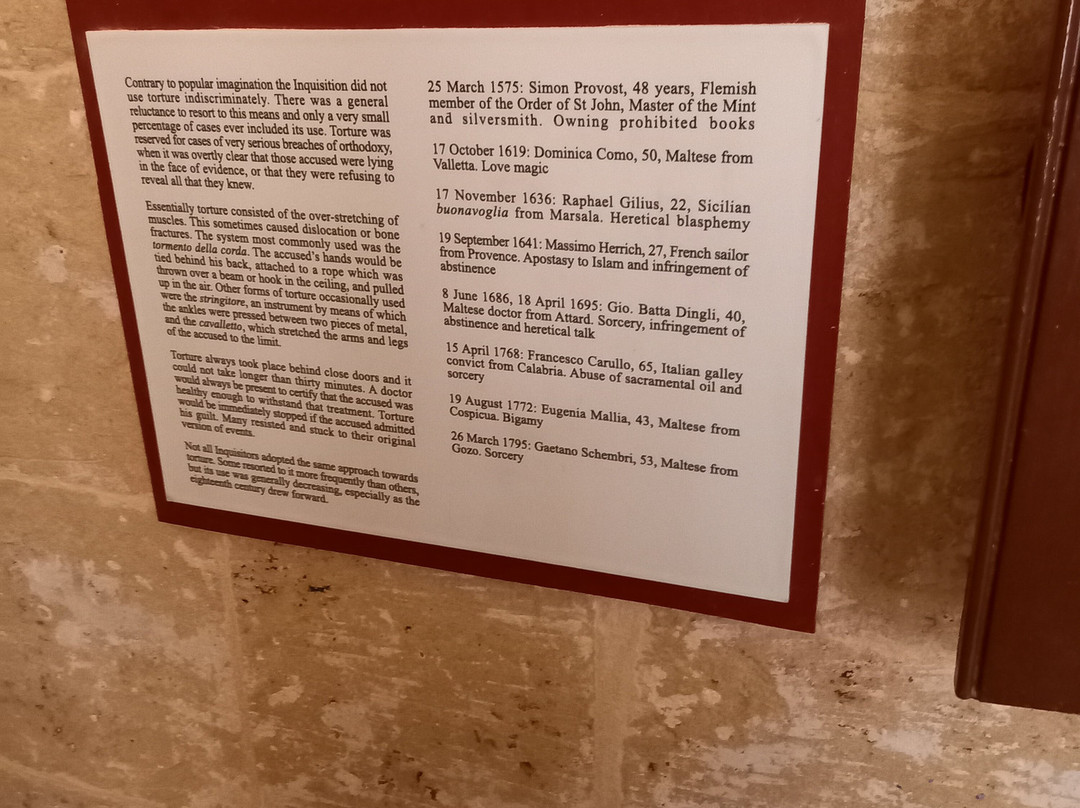 Contrary to popular imagination the Inquisition did not
use torture indiscriminately. There was a general
reluctance to resort to this means and only a very small
percentage of cases ever included its use. Torture was
reserved for cases of very serious breaches of orthodoxy,
when it was overtly clear that those accused were lying
in the face of evidence, or that they were refusing to
reveal all that they knew.
Essentially torture consisted of the over-stretching of
muscles. This sometimes caused dislocation or bone
fractures. The system most commonly used was the
tormento della corda. The accused's hands would be
tied behind his back, attached to a rope which was
thrown over a beam or hook in the ceiling, and pulled
up in the air. Other forms of torture occasionally used
were the stringitore, an instrument by means of which
the ankles were pressed between two pieces of metal,
and the cavalletto, which stretched the arms and legs
of the accused to the limit.
Torture always took place behind close doors and it
could not take longer than thirty minutes. A doctor
would always be present to certify that the accused was
healthy enough to withstand that treatment. Torture
would be immediately stopped if the accused admitted
his guilt. Many resisted and stuck to their original
version of events.
Not all Inquisitors adopted the same approach towards
torture. Some resorted to it more frequently than others,
but its use was generally decreasing, especially as the
eighteenth century drew forward.
25 March 1575: Simon Provost, 48 years, Flemish
member of the Order of St John, Master of the Mint
and silversmith. Owning prohibited books
17 October 1619: Dominica Como, 50, Maltese from
Valletta. Love magic
17 November 1636: Raphael Gilius, 22, Sicilian
buonavoglia from Marsala. Heretical blasphemy
19 September 1641: Massimo Herrich, 27, French sailor
from Provence. Apostasy to Islam and infringement of
abstinence
8 June 1686, 18 April 1695: Gio. Batta Dingli, 40,
Maltese doctor from Attard. Sorcery, infringement of
abstinence and heretical talk
15 April 1768: Francesco Carullo, 65, Italian galley
convict from Calabria. Abuse of sacramental oil and
sorcery
19 August 1772: Eugenia Mallia, 43, Maltese from
Cospicua. Bigamy
26 March 1795: Gaetano Schembri, 53, Maltese from
Gozo. Sorcery